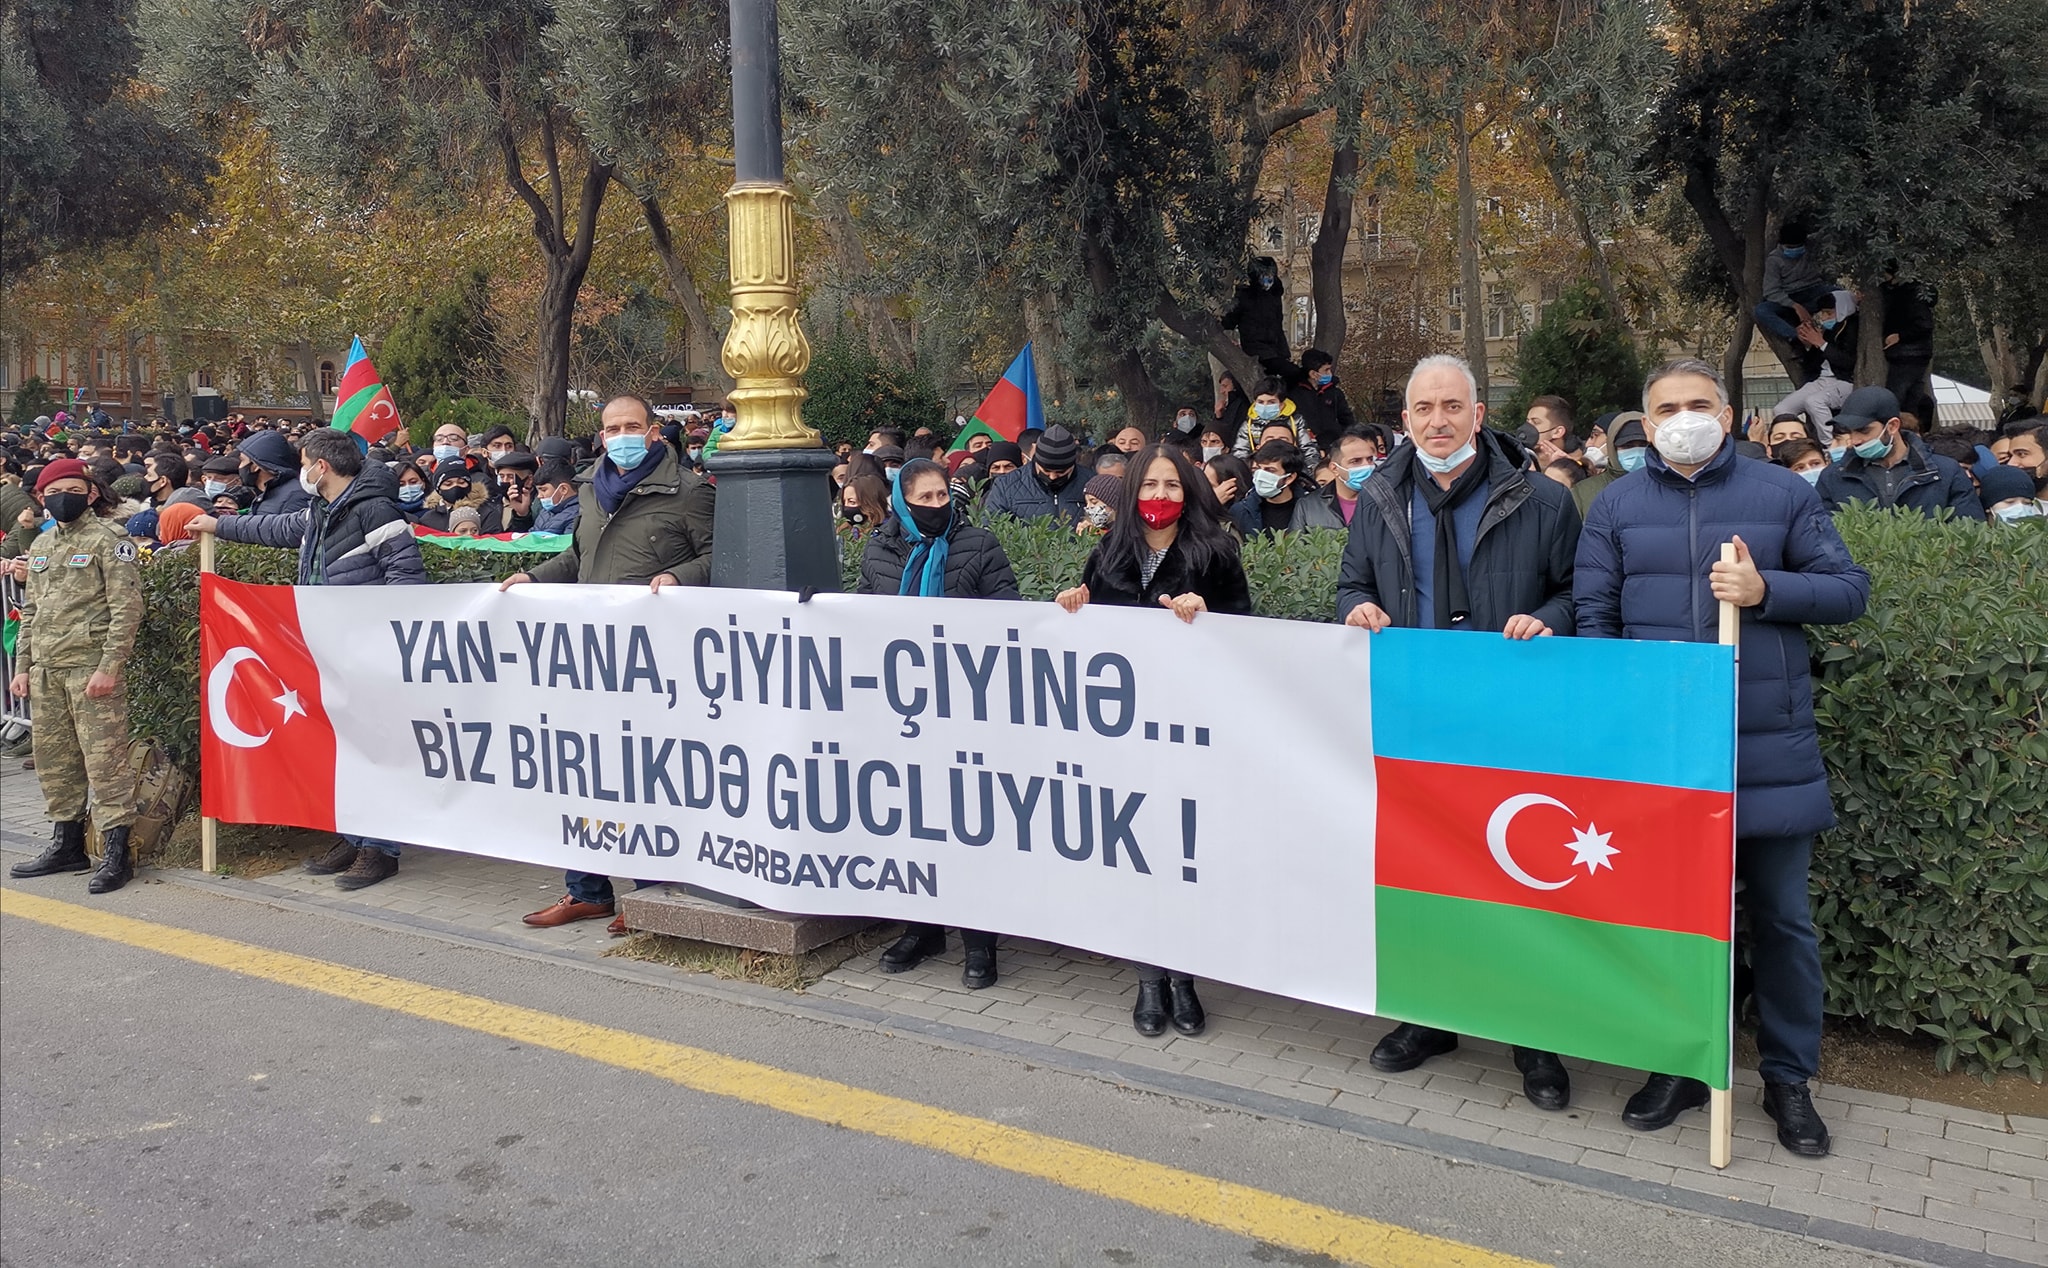 YAN-YANA, ÇİYİN-ÇİYİNƏ...
BİZ BİRLİKDƏ GÜCLÜYÜK !
MÜSİAD AZƏRBAYCAN